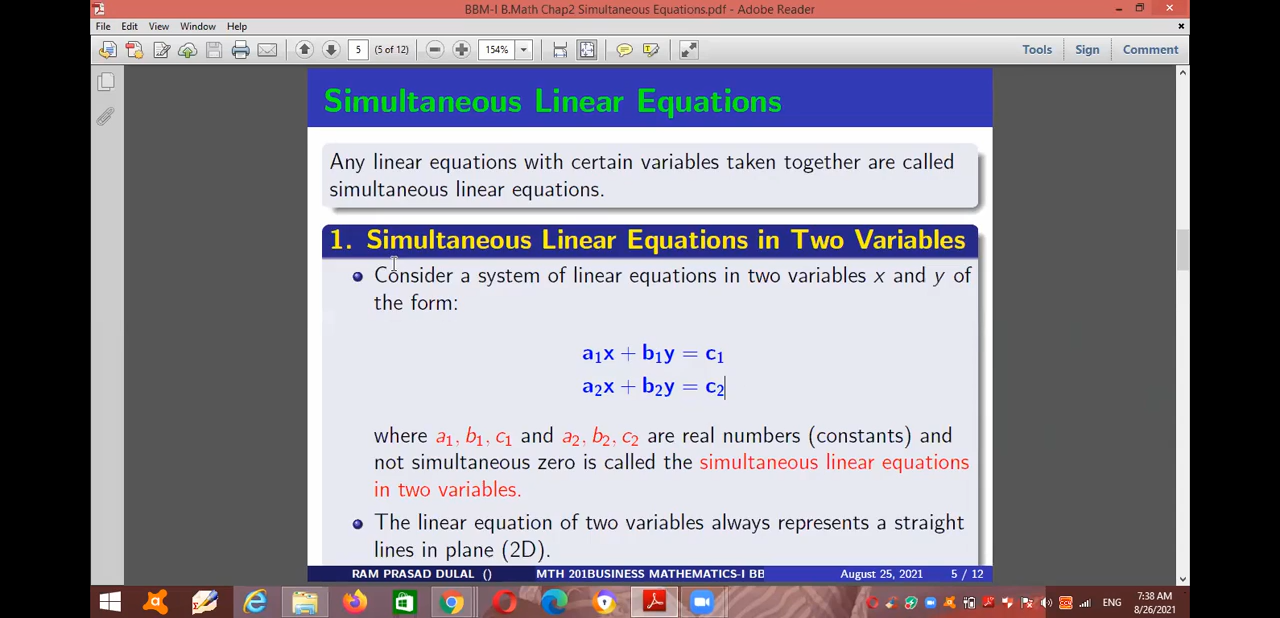 BBM-I B.Math Chap2 Simultaneous Equations.pdf - Adobe Reader
File Edit View Window Help
5 (5 of 12) 154% Tools Sign Comment
Simultaneous Linear Equations
Any linear equations with certain variables taken together are called
simultaneous linear equations.
1. Simultaneous Linear Equations in Two Variables
Consider a system of linear equations in two variables x and y of
the form:
a₁x + b₁y = c₁
a₂x + b₂y = c₂
where a₁, b₁, c₁ and a₂, b₂, c₂ are real numbers (constants) and
not simultaneous zero is called the simultaneous linear equations
in two variables.
The linear equation of two variables always represents a straight
lines in plane (2D).
RAM PRASAD DULAL () MTH 201BUSINESS MATHEMATICS-I BB August 25, 2021 5 / 12
ENG 7:38 AM
8/26/2021